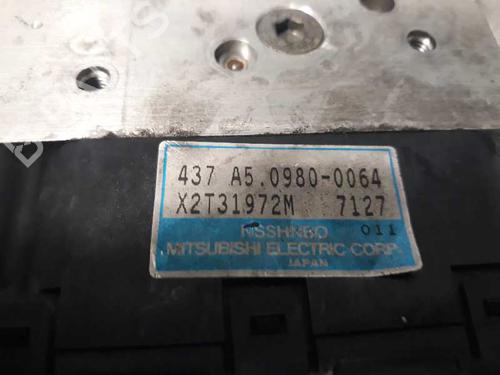 437 A5.0980-0064
X2T31972M 7127
NISSHINBO 011
MITSUBISHI ELECTRIC CORP.
JAPAN